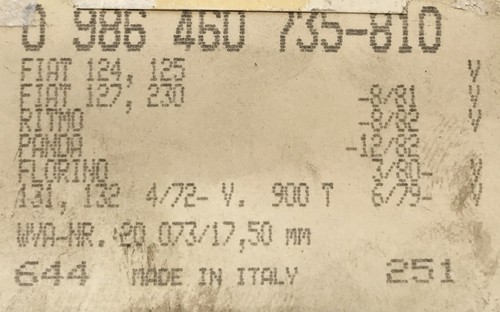 0 986 460 735-810
FIAT 124, 125 V
FIAT 127, 230 -8/81 V
RITMO -8/82 V
PANDA -12/82
FLORINO 3/80- V
131, 132 4/72- V. 900 T 6/79- V
WVA-NR. 20 073/17,50 MM
644 MADE IN ITALY 251